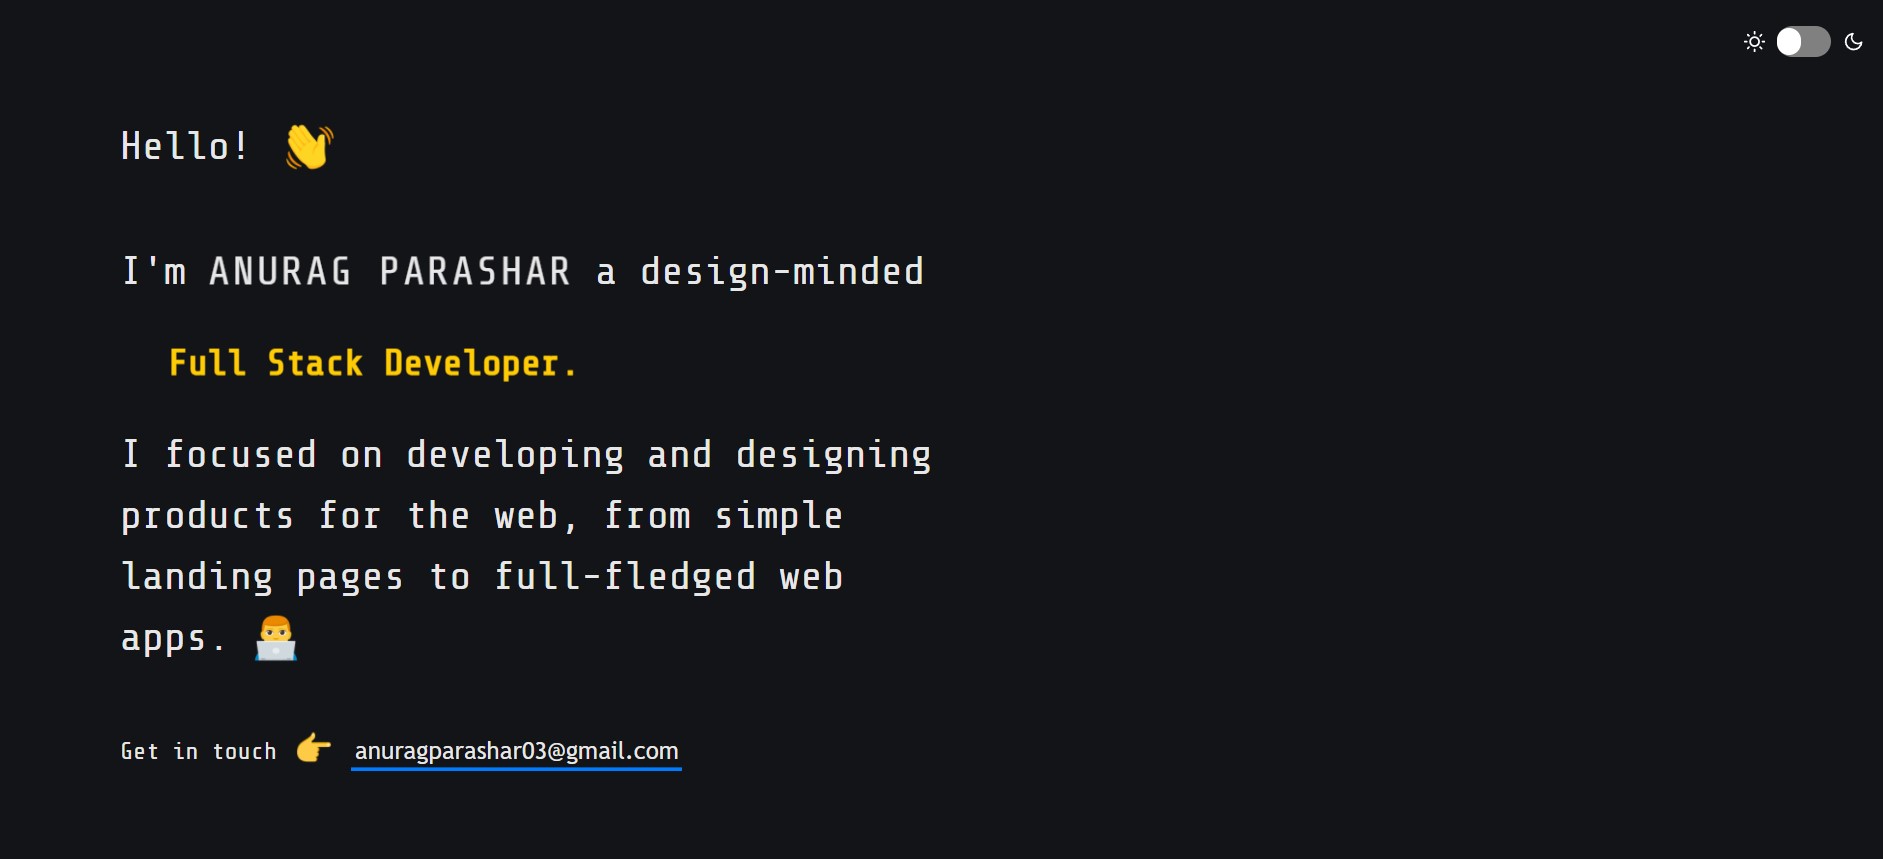 Hello! 👋
I'm ANURAG PARASHAR a design-minded
Full Stack Developer.
I focused on developing and designing
products for the web, from simple
landing pages to full-fledged web
apps. 👨‍💻
Get in touch 👉 anuragparashar03@gmail.com